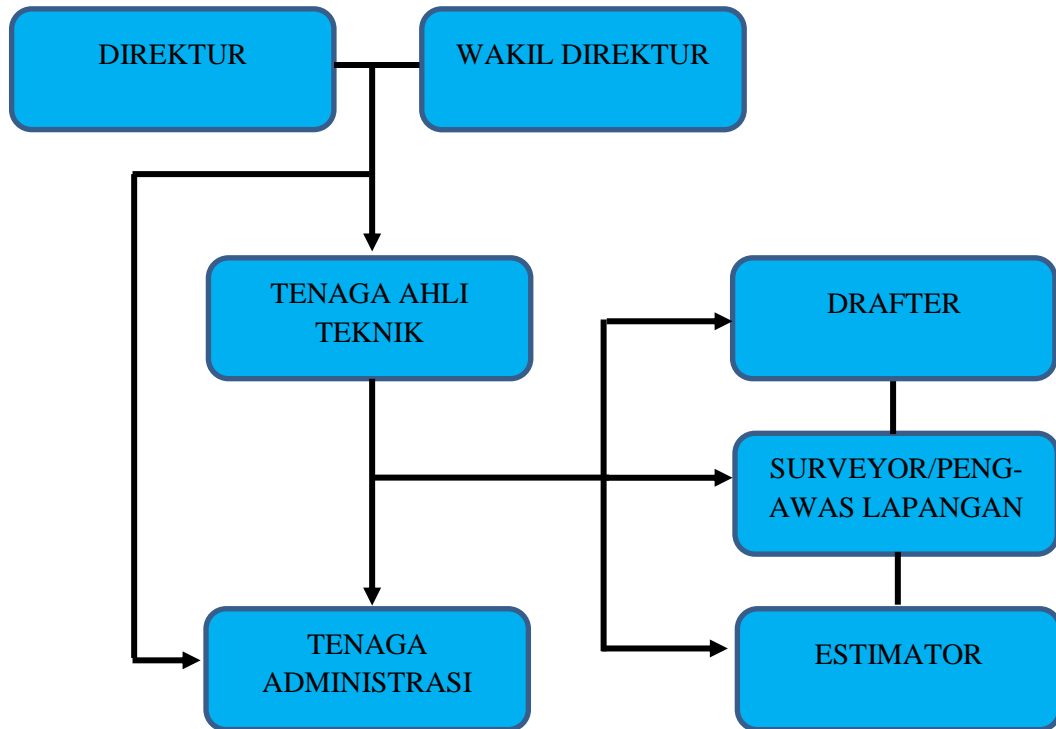 DIREKTUR
WAKIL DIREKTUR
TENAGA AHLI
TEKNIK
DRAFTER
SURVEYOR/PENG-
AWAS LAPANGAN
TENAGA
ADMINISTRASI
ESTIMATOR